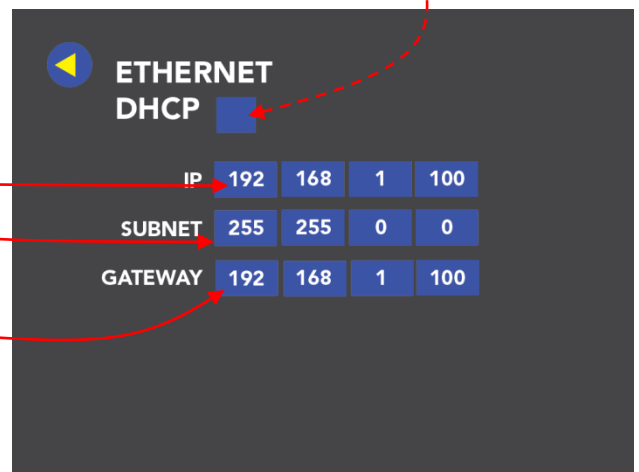 ETHERNET
DHCP
IP 192 168 1 100
SUBNET 255 255 0 0
GATEWAY 192 168 1 100